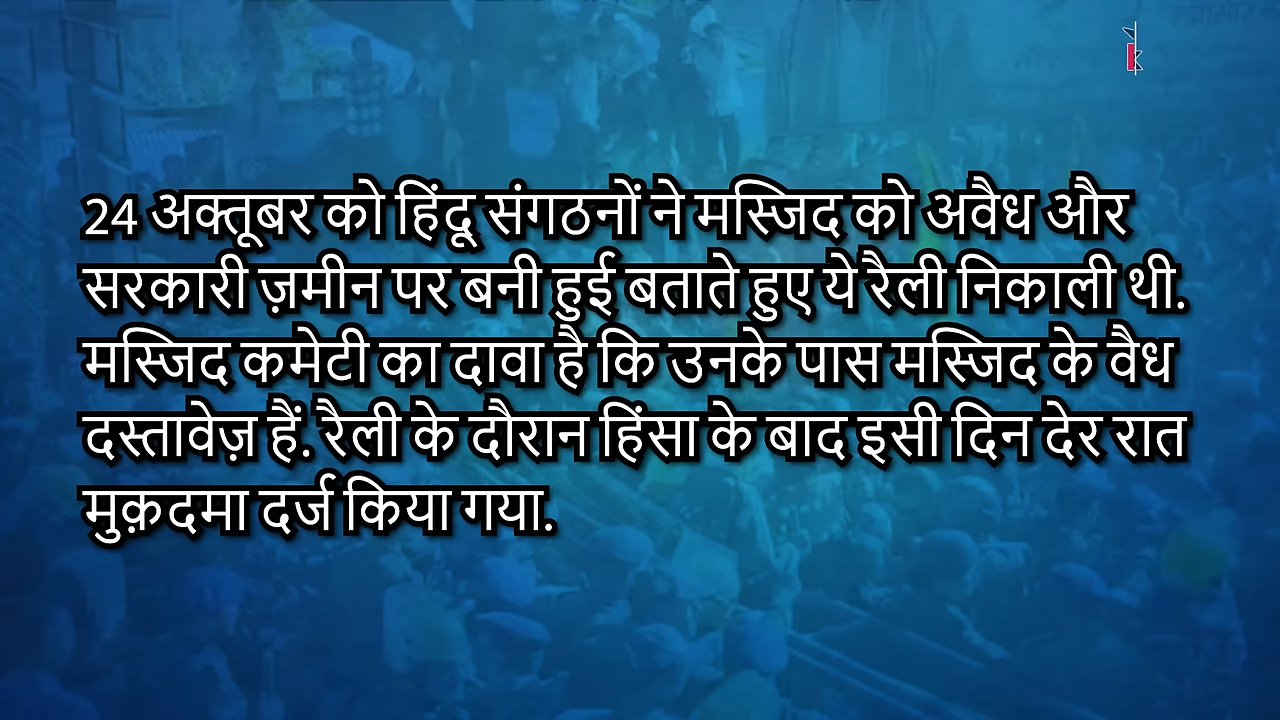 24 अक्तूबर को हिंदू संगठनों ने मस्जिद को अवैध और
सरकारी ज़मीन पर बनी हुई बताते हुए ये रैली निकाली थी.
मस्जिद कमेटी का दावा है कि उनके पास मस्जिद के वैध
दस्तावेज़ हैं. रैली के दौरान हिंसा के बाद इसी दिन देर रात
मुक़दमा दर्ज किया गया.